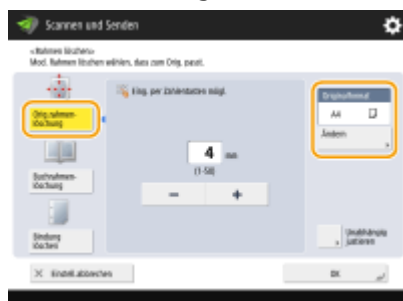 Scannen und Senden
<Rahmen löschen>
Mod. Rahmen löschen wählen, dass zum Orig. passt.
Orig.rahmen-
löschung
Eing. per Zahlentasten mögl.
Originalformat
A4
Ändern
4 mm
(1-50)
Buchrahmen-
löschung
- +
Bindung
löschen
Unabhängig
justieren
Einstell. abbrechen
OK